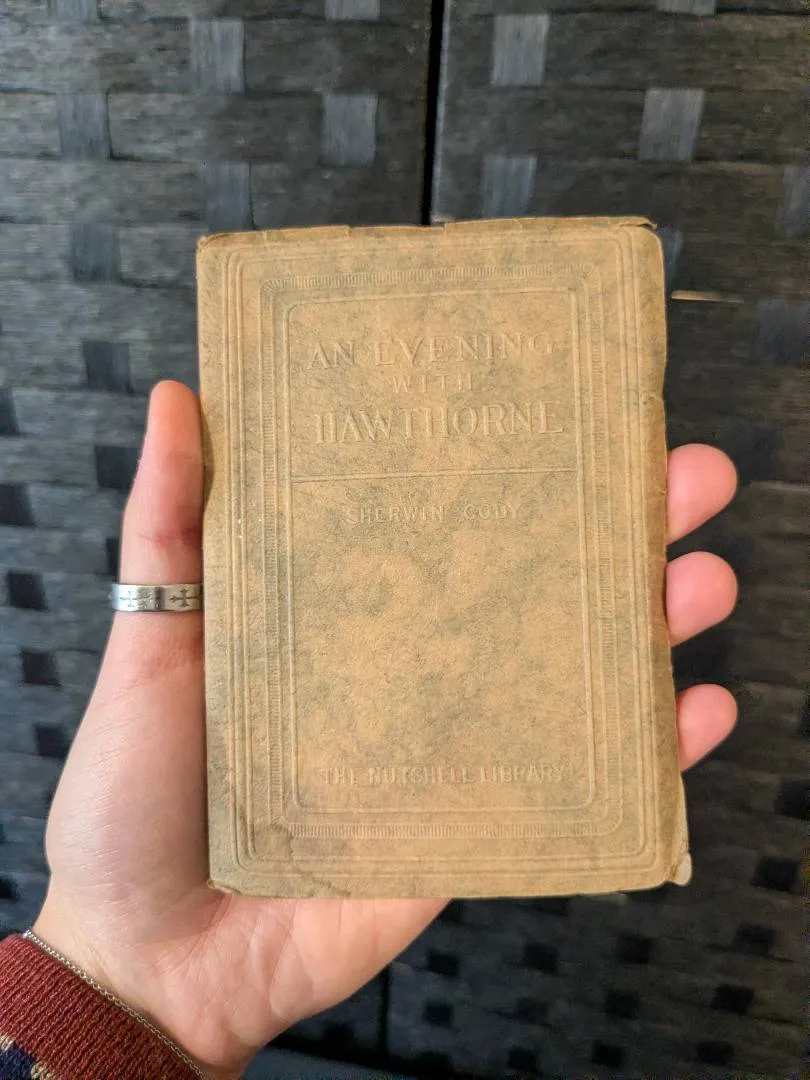 AN EVENING
WITH
HAWTHORNE
SHERWIN CODY
THE NUTSHELL LIBRARY